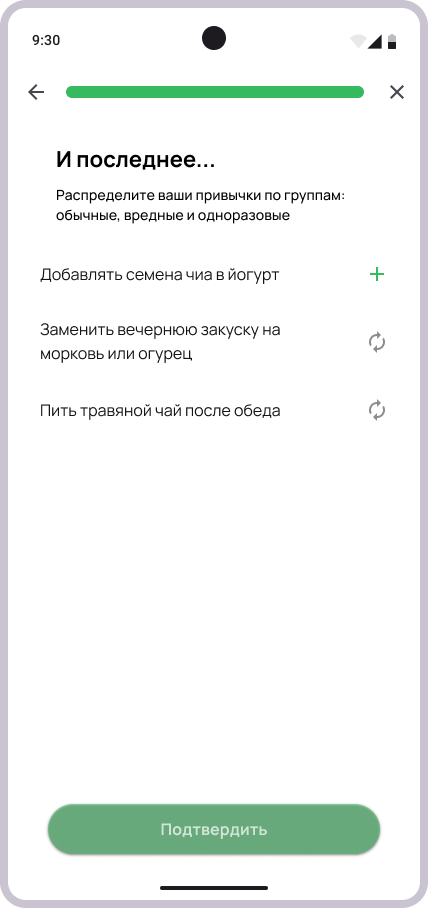 9:30
И последнее...
Распределите ваши привычки по группам:
обычные, вредные и одноразовые
Добавлять семена чиа в йогурт
Заменить вечернюю закуску на
морковь или огурец
Пить травяной чай после обеда
Подтвердить